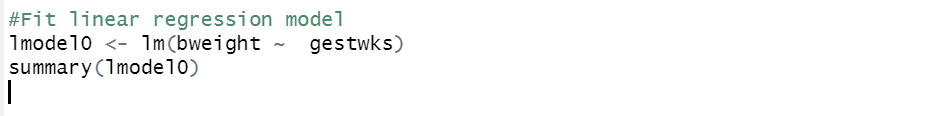 #Fit linear regression model
lmodel0 <- lm(bweight ~  gestwks)
summary(lmodel0)